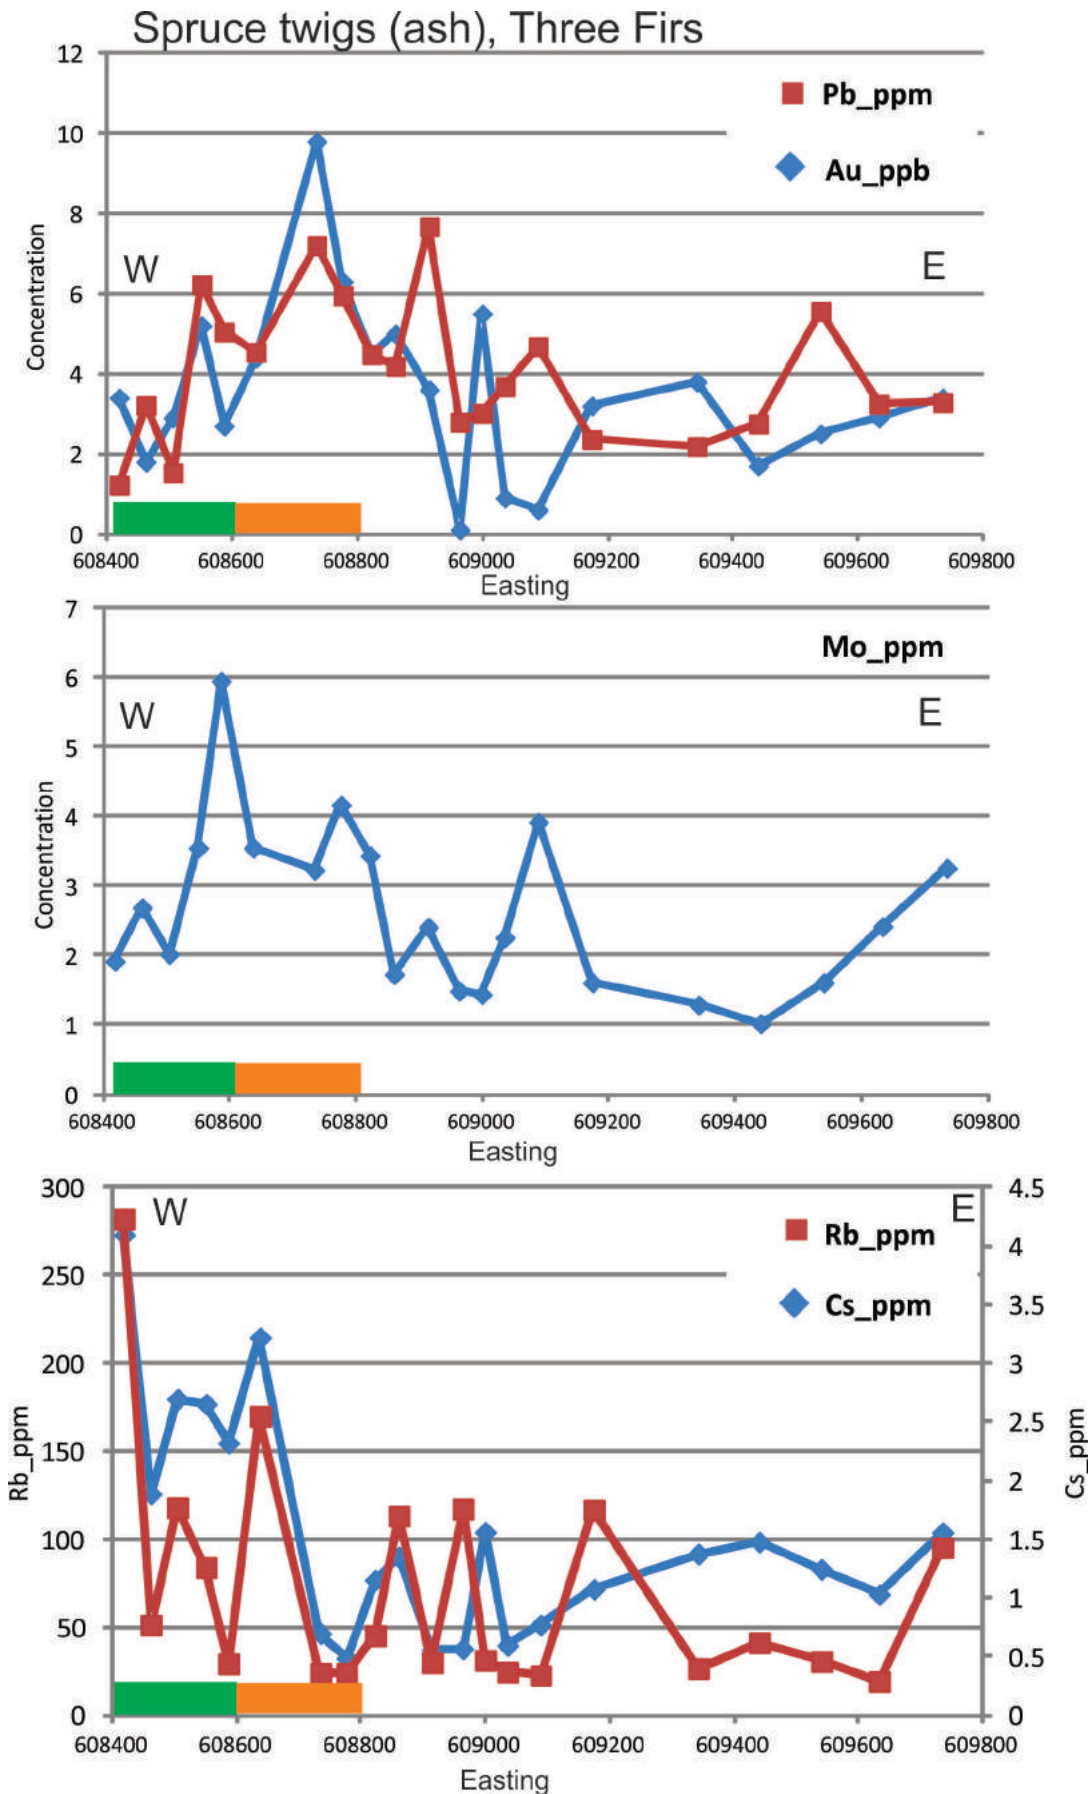 Spruce twigs (ash), Three Firs
12
10
8
6
4
2
0
Concentration
W
E
Pb_ppm
Au_ppb
608400 608600 608800 609000 609200 609400 609600 609800
Easting
7
6
5
4
3
2
1
0
Concentration
W
E
Mo_ppm
608400 608600 608800 609000 609200 609400 609600 609800
Easting
300
250
200
150
100
50
0
Rb_ppm
W
E
Rb_ppm
Cs_ppm
4.5
4
3.5
3
2.5
2
1.5
1
0.5
0
Cs_ppm
608400 608600 608800 609000 609200 609400 609600 609800
Easting